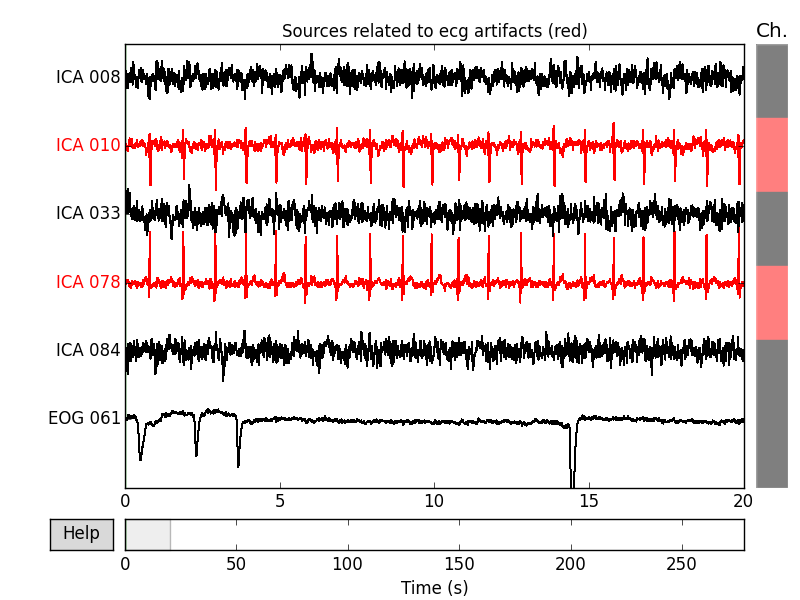 Sources related to ecg artifacts (red)
Ch.
ICA 008
ICA 010
ICA 033
ICA 078
ICA 084
EOG 061
0 5 10 15 20
Help
0 50 100 150 200 250
Time (s)